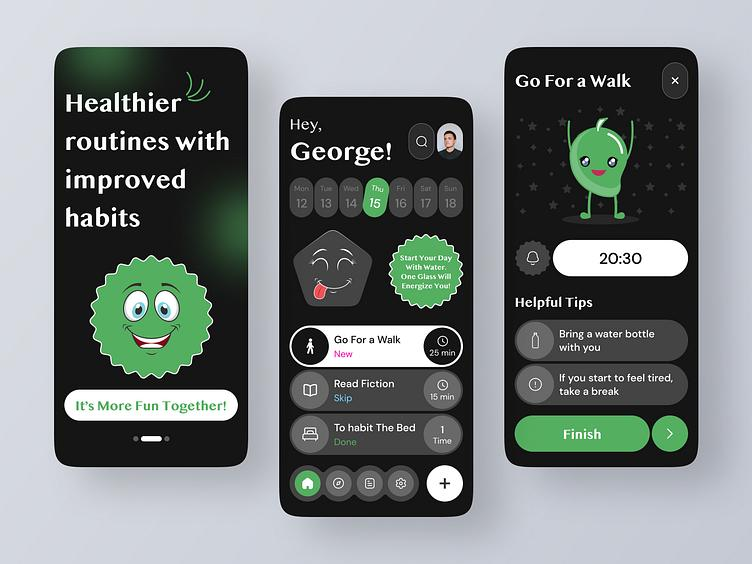 Healthier
routines with
improved
habits
It's More Fun Together!
Hey,
George!
Mon Tue Wed Thu Fri Sat Sun
12 13 14 15 16 17 18
Start Your Day
With Water.
One Glass Will
Energize You!
Go For a Walk
New
25 min
Read Fiction
Skip
15 min
To habit The Bed
Done
1
Time
Go For a Walk
20:30
Helpful Tips
Bring a water bottle
with you
If you start to feel tired,
take a break
Finish